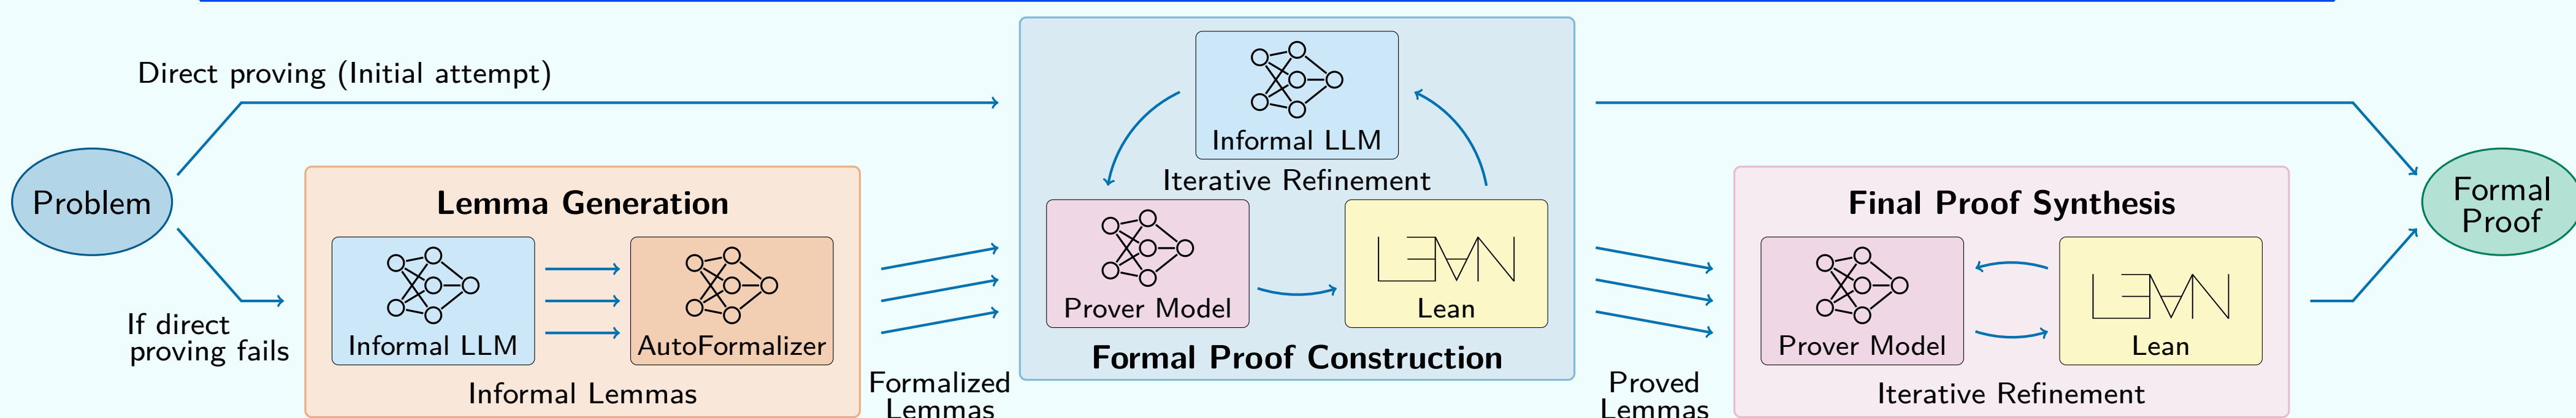 Direct proving (Initial attempt)
Problem
If direct
proving fails
Lemma Generation
Informal LLM
AutoFormalizer
Informal Lemmas
Formalized
Lemmas
Informal LLM
Iterative Refinement
Prover Model
LEAN
Lean
Formal Proof Construction
Proved
Lemmas
Final Proof Synthesis
Prover Model
LEAN
Lean
Iterative Refinement
Formal
Proof